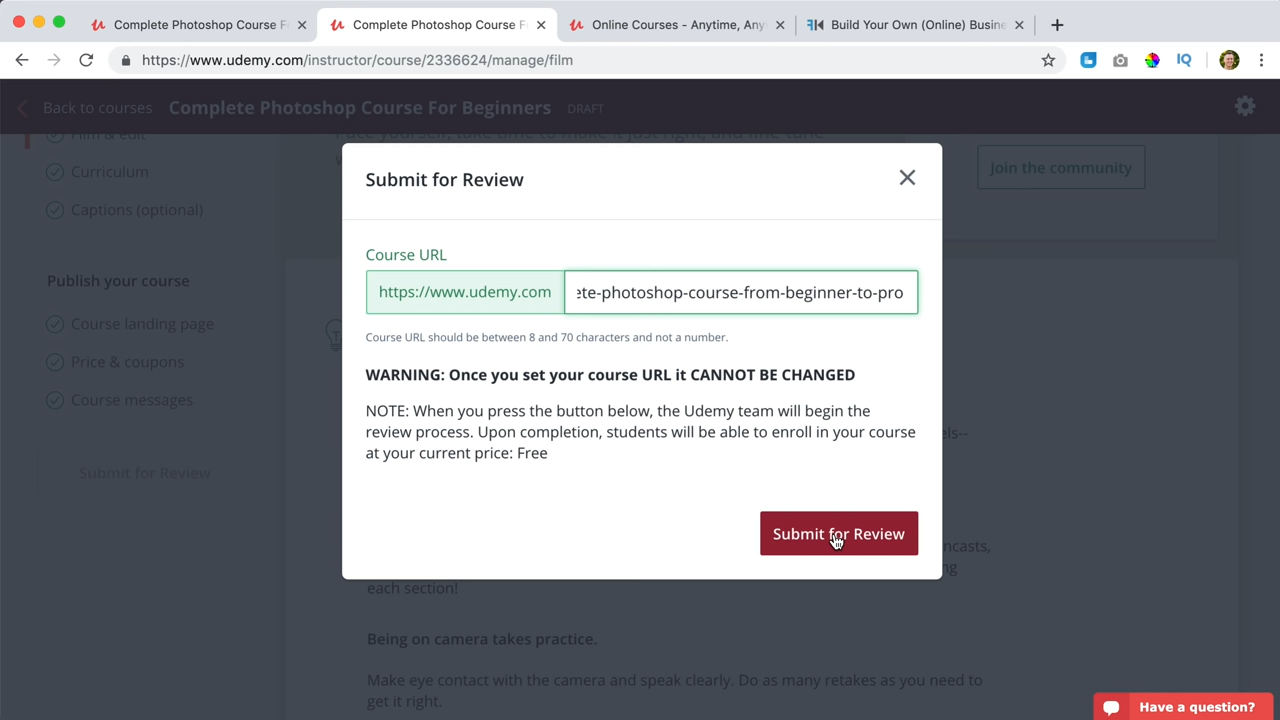 Complete Photoshop Course F
Complete Photoshop Course F
Online Courses - Anytime, Any
Build Your Own (Online) Busine
https://www.udemy.com/instructor/course/2336624/manage/film
IQ
Back to courses
Complete Photoshop Course For Beginners
DRAFT
Film & edit
Curriculum
Captions (optional)
Publish your course
Course landing page
Price & coupons
Course messages
Submit for Review
Join the community
Submit for Review
Course URL
https://www.udemy.com
ete-photoshop-course-from-beginner-to-pro
Course URL should be between 8 and 70 characters and not a number.
WARNING: Once you set your course URL it CANNOT BE CHANGED
NOTE: When you press the button below, the Udemy team will begin the
review process. Upon completion, students will be able to enroll in your course
at your current price: Free
Submit for Review
els--
ncasts,
ng
each section!
Being on camera takes practice.
Make eye contact with the camera and speak clearly. Do as many retakes as you need to
get it right.
Have a question?